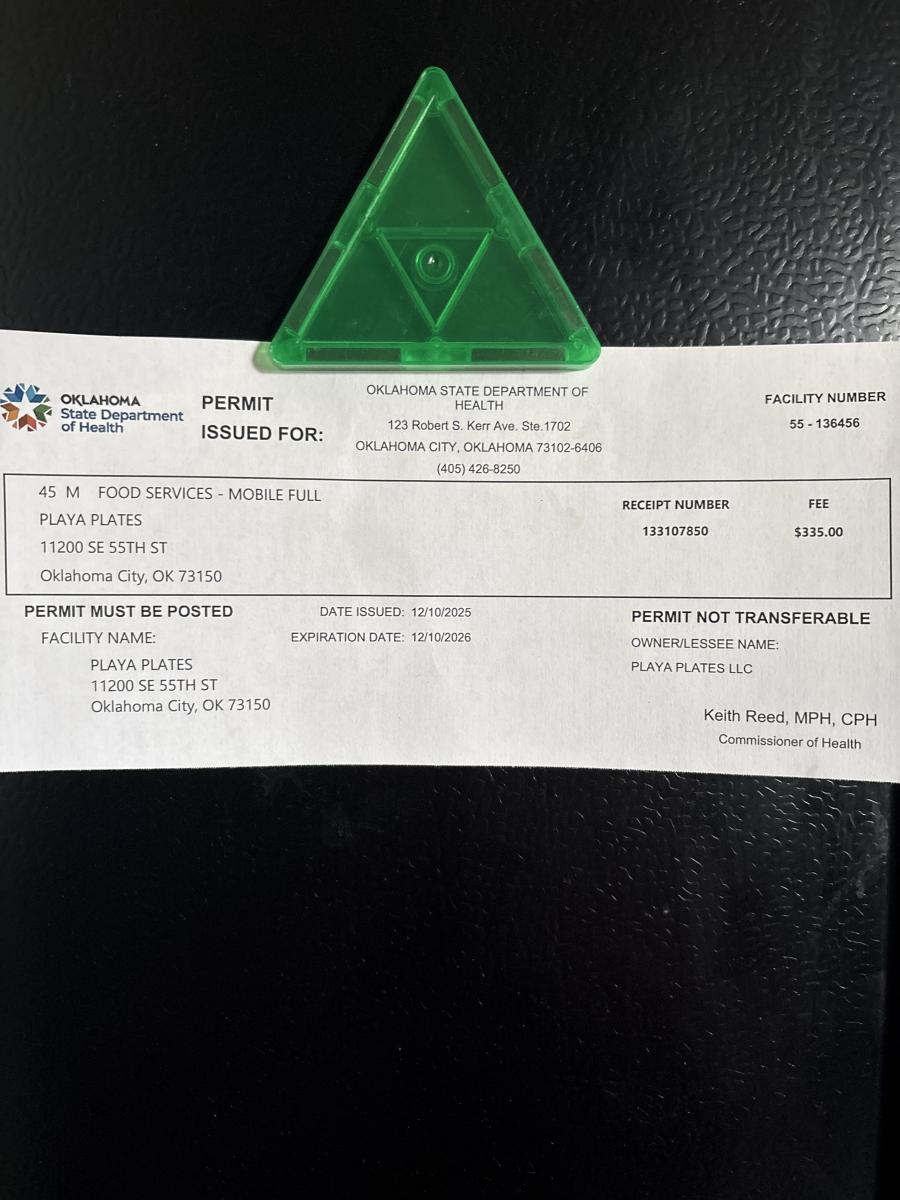 OKLAHOMA
State Department
of Health
PERMIT
ISSUED FOR:
OKLAHOMA STATE DEPARTMENT OF
HEALTH
123 Robert S. Kerr Ave. Ste.1702
OKLAHOMA CITY, OKLAHOMA 73102-6406
(405) 426-8250
FACILITY NUMBER
55 - 136456
45 M FOOD SERVICES - MOBILE FULL
PLAYA PLATES
11200 SE 55TH ST
Oklahoma City, OK 73150
RECEIPT NUMBER
133107850
FEE
$335.00
PERMIT MUST BE POSTED
FACILITY NAME:
PLAYA PLATES
11200 SE 55TH ST
Oklahoma City, OK 73150
DATE ISSUED: 12/10/2025
EXPIRATION DATE: 12/10/2026
PERMIT NOT TRANSFERABLE
OWNER/LESSEE NAME:
PLAYA PLATES LLC
Keith Reed, MPH, CPH
Commissioner of Health